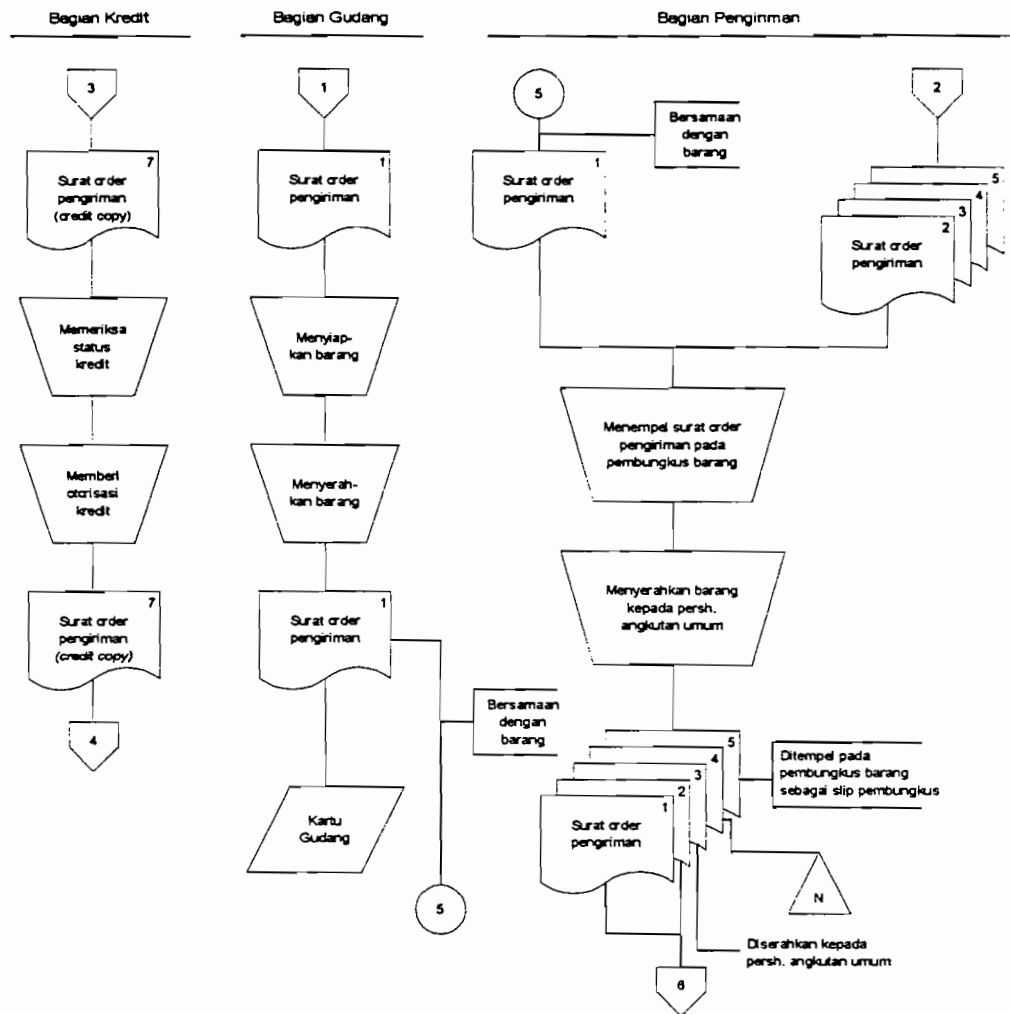 Bagian Kredit
Bagian Gudang
Bagian Penginman
3
7
Surat order
pengiriman
(credit copy)
Memeriksa
status
kredit
Memberi
otorisasi
kredit
7
Surat order
pengiriman
(credit copy)
4
1
1
Surat order
pengiriman
Menyiap-
kan barang
Menyerah-
kan barang
1
Surat order
pengiriman
Bersamaan
dengan
barang
Kartu
Gudang
5
5
Bersamaan
dengan
barang
1
Surat order
pengiriman
2
5
4
3
2
Surat order
pengiriman
Menempel surat order
pengiriman pada
pembungkus barang
Menyerahkan barang
kepada persh.
angkutan umum
5
4
3
2
1
Surat order
pengiriman
Ditempel pada
pembungkus barang
sebagai slip pembungkus
N
Diserahkan kepada
persh. angkutan umum
6